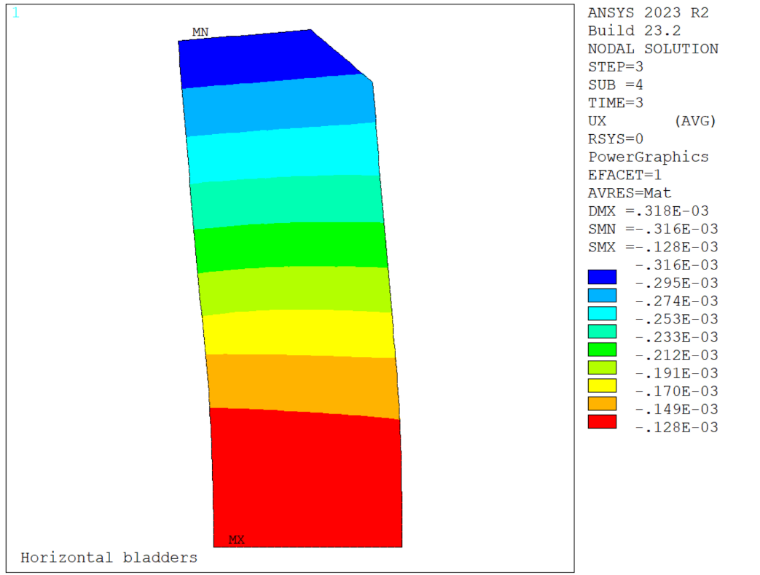 1
MN
MX
Horizontal bladders
ANSYS 2023 R2
Build 23.2
NODAL SOLUTION
STEP=3
SUB =4
TIME=3
UX (AVG)
RSYS=0
PowerGraphics
EFACET=1
AVRES=Mat
DMX =.318E-03
SMN =-.316E-03
SMX =-.128E-03
-.316E-03
-.295E-03
-.274E-03
-.253E-03
-.233E-03
-.212E-03
-.191E-03
-.170E-03
-.149E-03
-.128E-03